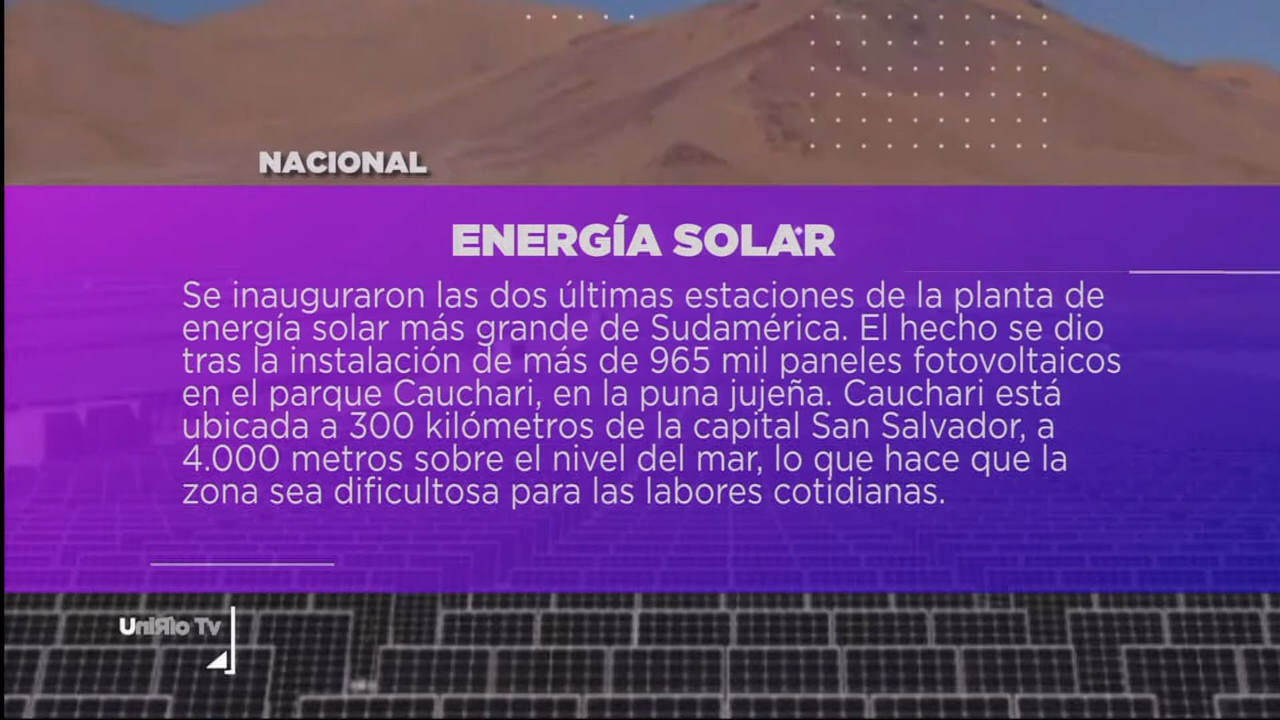 NACIONAL
ENERGÍA SOLAR
Se inauguraron las dos últimas estaciones de la planta de
energía solar más grande de Sudamérica. El hecho se dio
tras la instalación de más de 965 mil paneles fotovoltaicos
en el parque Cauchari, en la puna jujeña. Cauchari está
ubicada a 300 kilómetros de la capital San Salvador, a
4.000 metros sobre el nivel del mar, lo que hace que la
zona sea dificultosa para las labores cotidianas.
UniRío Tv